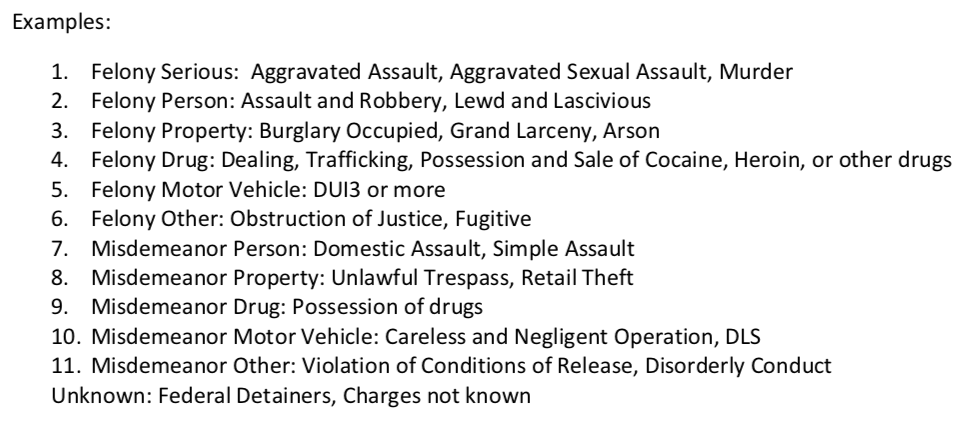 Examples:
1. Felony Serious: Aggravated Assault, Aggravated Sexual Assault, Murder
2. Felony Person: Assault and Robbery, Lewd and Lascivious
3. Felony Property: Burglary Occupied, Grand Larceny, Arson
4. Felony Drug: Dealing, Trafficking, Possession and Sale of Cocaine, Heroin, or other drugs
5. Felony Motor Vehicle: DUI3 or more
6. Felony Other: Obstruction of Justice, Fugitive
7. Misdemeanor Person: Domestic Assault, Simple Assault
8. Misdemeanor Property: Unlawful Trespass, Retail Theft
9. Misdemeanor Drug: Possession of drugs
10. Misdemeanor Motor Vehicle: Careless and Negligent Operation, DLS
11. Misdemeanor Other: Violation of Conditions of Release, Disorderly Conduct
Unknown: Federal Detainers, Charges not known